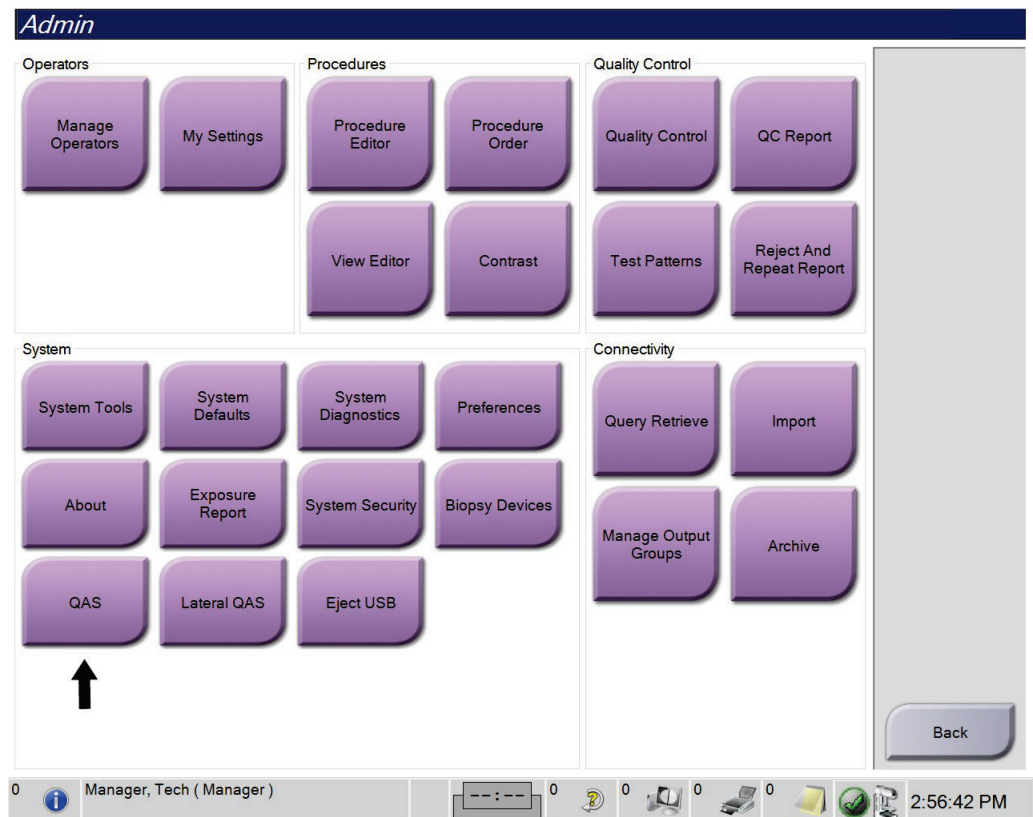 Admin
Operators
Manage
Operators
My Settings
Procedures
Procedure
Editor
Procedure
Order
View Editor
Contrast
Quality Control
Quality Control
QC Report
Test Patterns
Reject And
Repeat Report
System
System Tools
System
Defaults
System
Diagnostics
Preferences
About
Exposure
Report
System Security
Biopsy Devices
QAS
Lateral QAS
Eject USB
Connectivity
Query Retrieve
Import
Manage Output
Groups
Archive
Back
0
Manager, Tech ( Manager )
--:--
0
0
0
0
2:56:42 PM